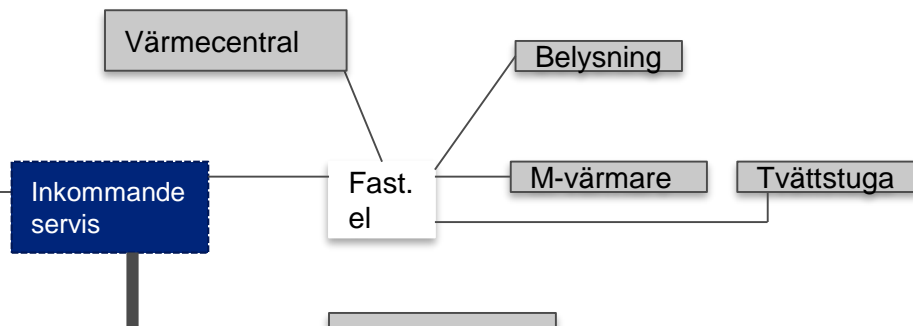 Värmecentral
Belysning
Inkommande
servis
Fast.
el
M-värmare
Tvättstuga